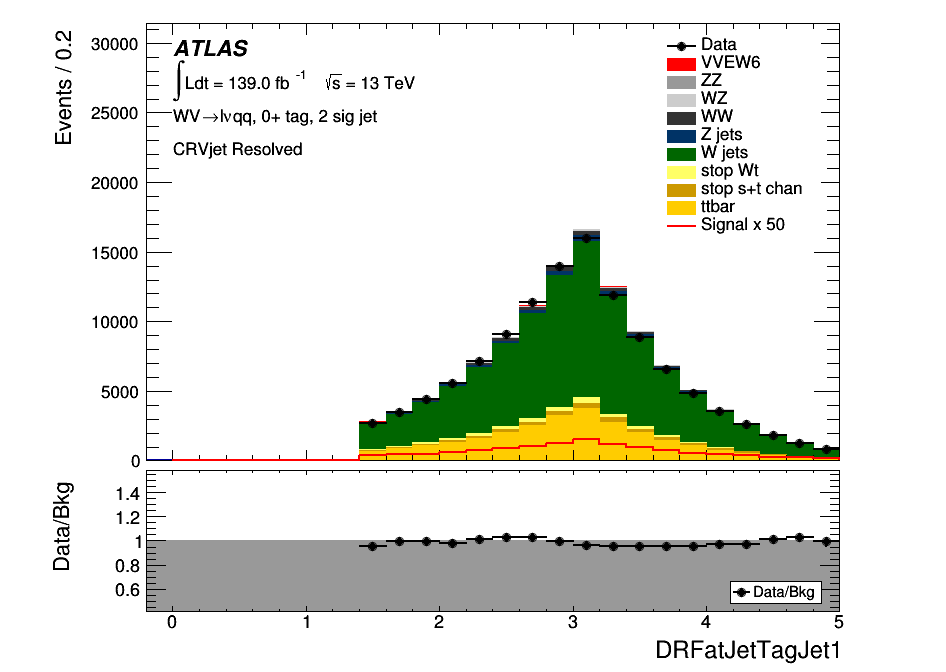 Events / 0.2
30000
25000
20000
15000
10000
5000
0
ATLAS
∫Ldt = 139.0 fb⁻¹ √s = 13 TeV
WV→lνqq, 0+ tag, 2 sig jet
CRVjet Resolved
Data
VVEW6
ZZ
WZ
WW
Z jets
W jets
stop Wt
stop s+t chan
ttbar
Signal x 50
Data/Bkg
1.4
1.2
1
0.8
0.6
Data/Bkg
0 1 2 3 4 5
DRFatJetTagJet1